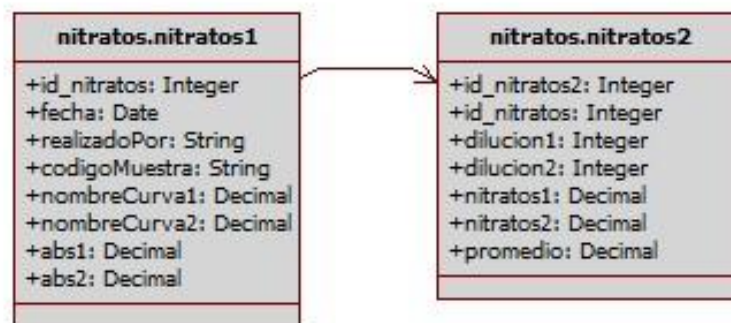 nitratos.nitratos1
+id_nitratos: Integer
+fecha: Date
+realizadoPor: String
+codigoMuestra: String
+nombreCurva1: Decimal
+nombreCurva2: Decimal
+abs1: Decimal
+abs2: Decimal
nitratos.nitratos2
+id_nitratos2: Integer
+id_nitratos: Integer
+dilucion1: Integer
+dilucion2: Integer
+nitratos1: Decimal
+nitratos2: Decimal
+promedio: Decimal